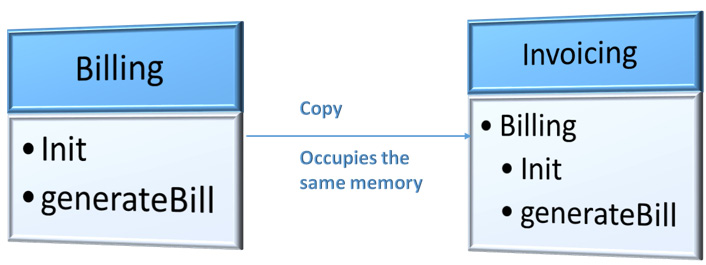 Billing
• Init
• generateBill
Copy
Occupies the
same memory
Invoicing
• Billing
• Init
• generateBill